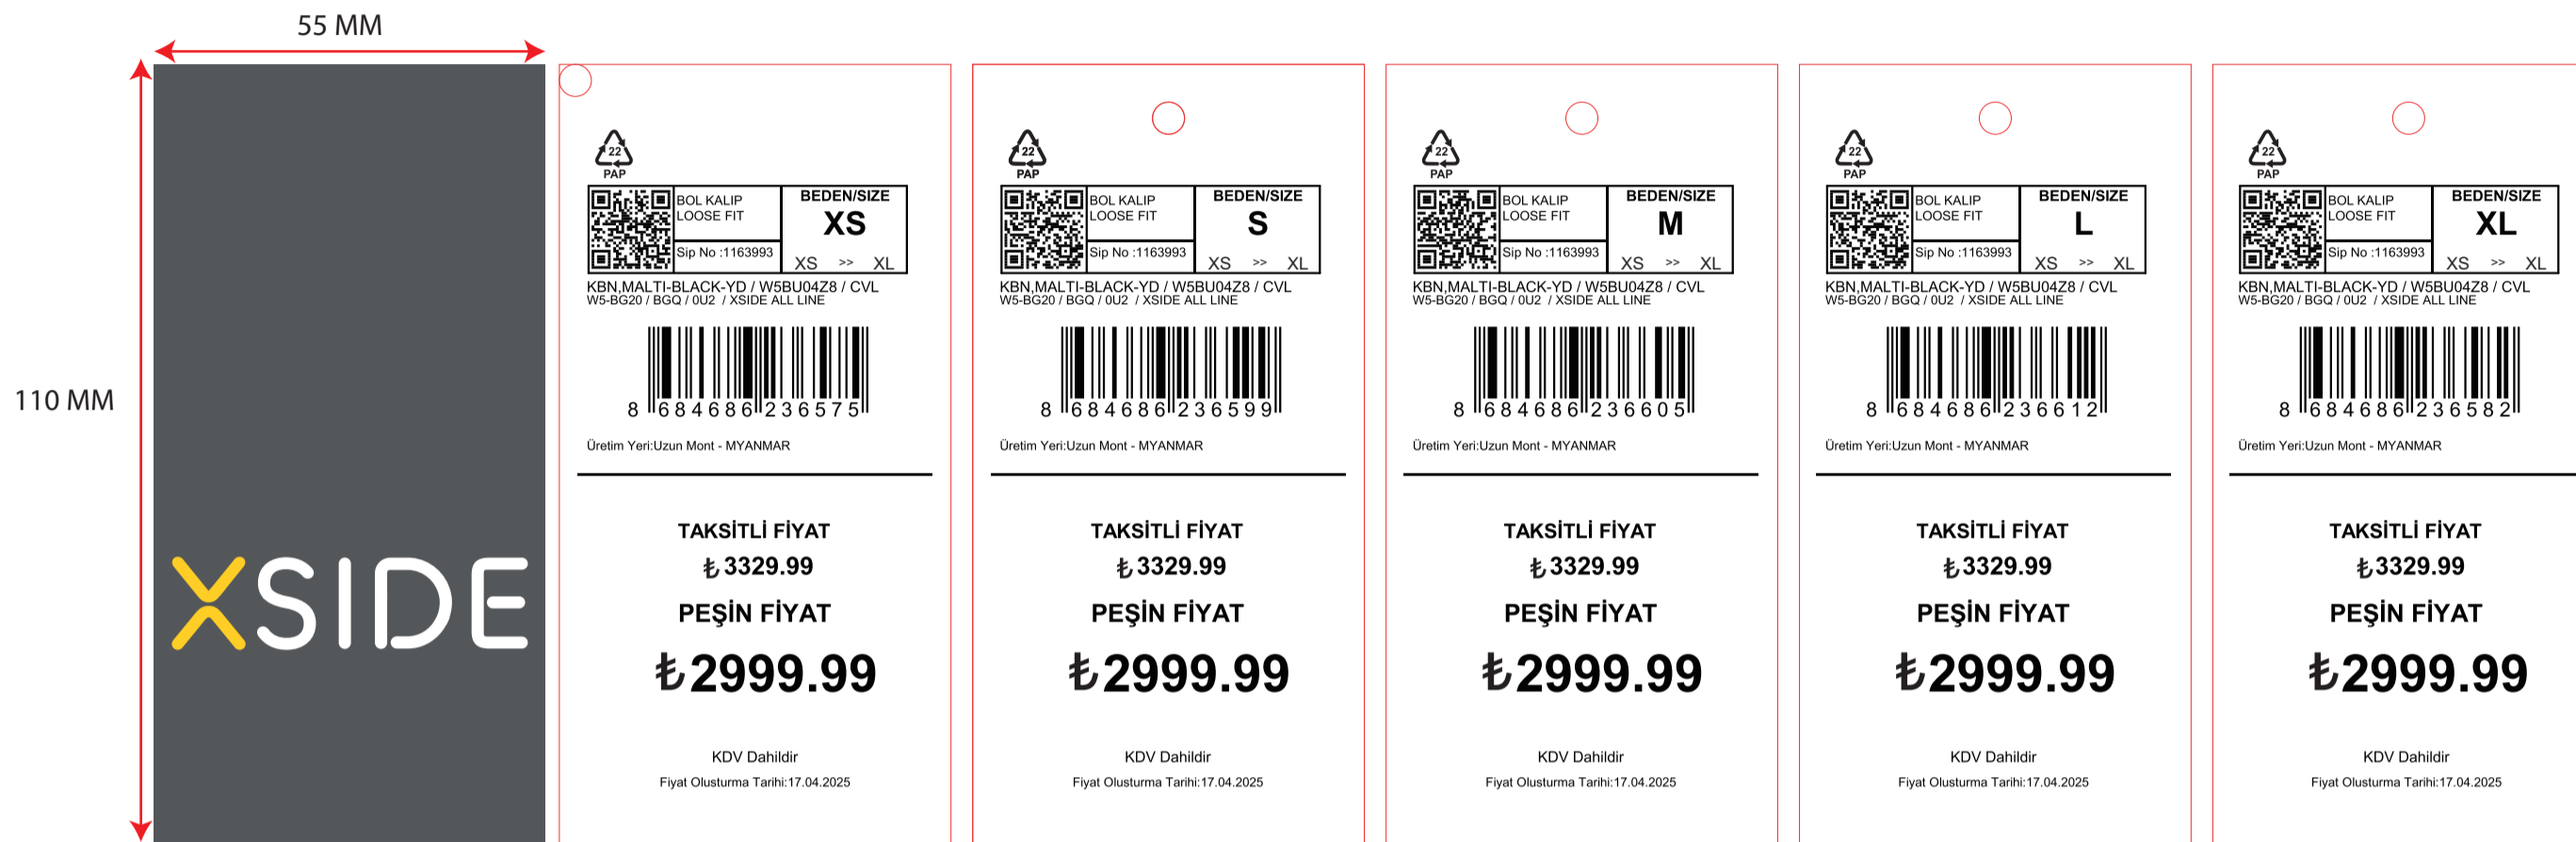 55 MM
110 MM
XSIDE
22
PAP
BOL KALIP
LOOSE FIT
Sip No :1163993
BEDEN/SIZE
XS
XS >> XL
KBN,MALTI-BLACK-YD / W5BU04Z8 / CVL
W5-BG20 / BGQ / 0U2 / XSIDE ALL LINE
8 684686 236575
Üretim Yeri:Uzun Mont - MYANMAR
TAKSİTLİ FİYAT
₺3329.99
PEŞİN FİYAT
₺2999.99
KDV Dahildir
Fiyat Olusturma Tarihi:17.04.2025
22
PAP
BOL KALIP
LOOSE FIT
Sip No :1163993
BEDEN/SIZE
S
XS >> XL
KBN,MALTI-BLACK-YD / W5BU04Z8 / CVL
W5-BG20 / BGQ / 0U2 / XSIDE ALL LINE
8 684686 236599
Üretim Yeri:Uzun Mont - MYANMAR
TAKSİTLİ FİYAT
₺3329.99
PEŞİN FİYAT
₺2999.99
KDV Dahildir
Fiyat Olusturma Tarihi:17.04.2025
22
PAP
BOL KALIP
LOOSE FIT
Sip No :1163993
BEDEN/SIZE
M
XS >> XL
KBN,MALTI-BLACK-YD / W5BU04Z8 / CVL
W5-BG20 / BGQ / 0U2 / XSIDE ALL LINE
8 684686 236605
Üretim Yeri:Uzun Mont - MYANMAR
TAKSİTLİ FİYAT
₺3329.99
PEŞİN FİYAT
₺2999.99
KDV Dahildir
Fiyat Olusturma Tarihi:17.04.2025
22
PAP
BOL KALIP
LOOSE FIT
Sip No :1163993
BEDEN/SIZE
L
XS >> XL
KBN,MALTI-BLACK-YD / W5BU04Z8 / CVL
W5-BG20 / BGQ / 0U2 / XSIDE ALL LINE
8 684686 236612
Üretim Yeri:Uzun Mont - MYANMAR
TAKSİTLİ FİYAT
₺3329.99
PEŞİN FİYAT
₺2999.99
KDV Dahildir
Fiyat Olusturma Tarihi:17.04.2025
22
PAP
BOL KALIP
LOOSE FIT
Sip No :1163993
BEDEN/SIZE
XL
XS >> XL
KBN,MALTI-BLACK-YD / W5BU04Z8 / CVL
W5-BG20 / BGQ / 0U2 / XSIDE ALL LINE
8 684686 236582
Üretim Yeri:Uzun Mont - MYANMAR
TAKSİTLİ FİYAT
₺3329.99
PEŞİN FİYAT
₺2999.99
KDV Dahildir
Fiyat Olusturma Tarihi:17.04.2025